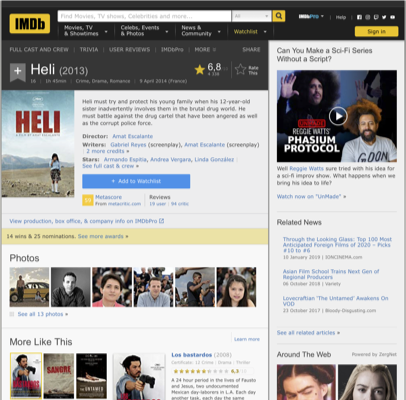 IMDb
Find Movies, TV shows, Celebrities and more...
All
IMDbPro
Help
Movies, TV
& Showtimes
Celebs, Events
& Photos
News &
Community
Watchlist
Sign in
FULL CAST AND CREW | TRIVIA | USER REVIEWS | IMDbPro | MORE
SHARE
Heli (2013)
16 | 1h 45min | Crime, Drama, Romance | 9 April 2014 (France)
6,8
Rate
This
HELI
Heli must try and protect his young family when his 12-year-old
sister inadvertently involves them in the brutal drug world. He
must battle against the drug cartel that have been angered as well
as the corrupt police force.
Director: Amat Escalante
Writers: Gabriel Reyes (screenplay), Amat Escalante (screenplay)
| 2 more credits »
Stars: Armando Espitia, Andrea Vergara, Linda González |
See full cast & crew »
+ Add to Watchlist
Metascore
From metacritic.com
Reviews
19 user | 94 critic
View production, box office, & company info on IMDbPro
14 wins & 25 nominations. See more awards »
Photos
See all 13 photos »
More Like This
Learn more
SANGRE
THE UNTAMED
Los bastardos (2008)
Crime | Drama | Thriller
6.3/10
A 24 hour period in the lives of Fausto
and Jesus, two undocumented
Mexican day-laborers in L.A. Each day
another task, each day the same
Can You Make a Sci-Fi Series
Without a Script?
REGGIE WATTS'
PHASIUM
PROTOCOL
Well Reggie Watts sure tried with his idea for
a sci-fi improv show. What happens when we
bring his idea to life?
Watch now on "UnMade" »
Related News
Through the Looking Glass: Top 100 Most
Anticipated Foreign Films of 2020 – Picks
#10 to #6
10 January 2019 | IONCINEMA.com
Asian Film School Trains Next Gen of
Regional Producers
06 October 2018 | Variety
Lovecraftian 'The Untamed' Awakens On
VOD
23 October 2017 | Bloody-Disgusting.com
See all related articles »
Around The Web | Powered by ZergNet